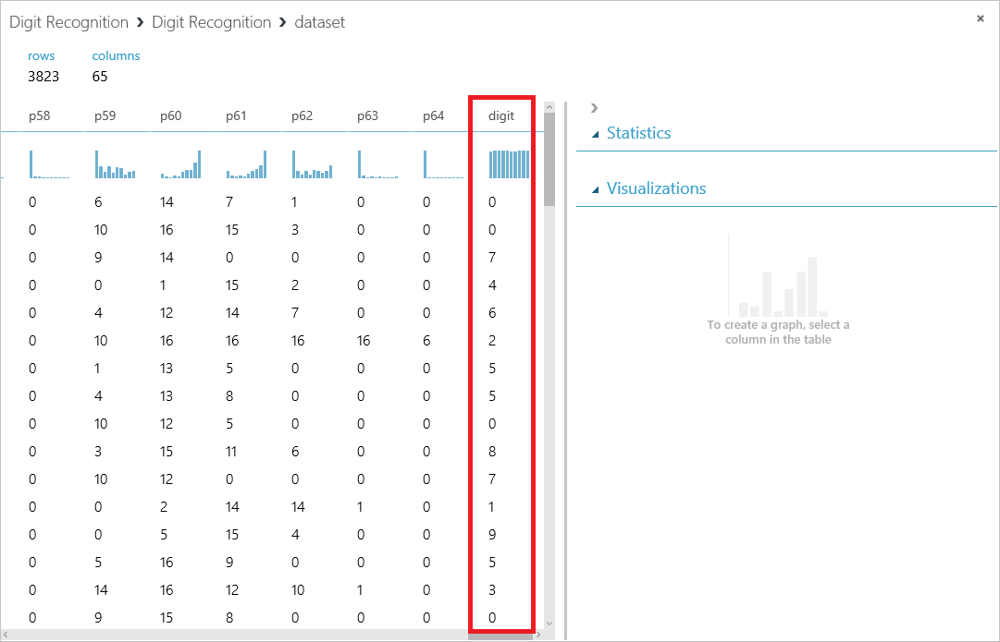 Digit Recognition › Digit Recognition › dataset
rows columns
3823 65
p58 p59 p60 p61 p62 p63 p64 digit
0 6 14 7 1 0 0 0
0 10 16 15 3 0 0 0
0 9 14 0 0 0 0 7
0 0 1 15 2 0 0 4
0 4 12 14 7 0 0 6
0 10 16 16 16 16 6 2
0 1 13 5 0 0 0 5
0 4 13 8 0 0 0 5
0 10 12 5 0 0 0 0
0 3 15 11 6 0 0 8
0 10 12 0 0 0 0 7
0 0 2 14 14 1 0 1
0 0 5 15 4 0 0 9
0 5 16 9 0 0 0 5
0 14 16 12 10 1 0 3
0 9 15 8 0 0 0 0
Statistics
Visualizations
To create a graph, select a
column in the table